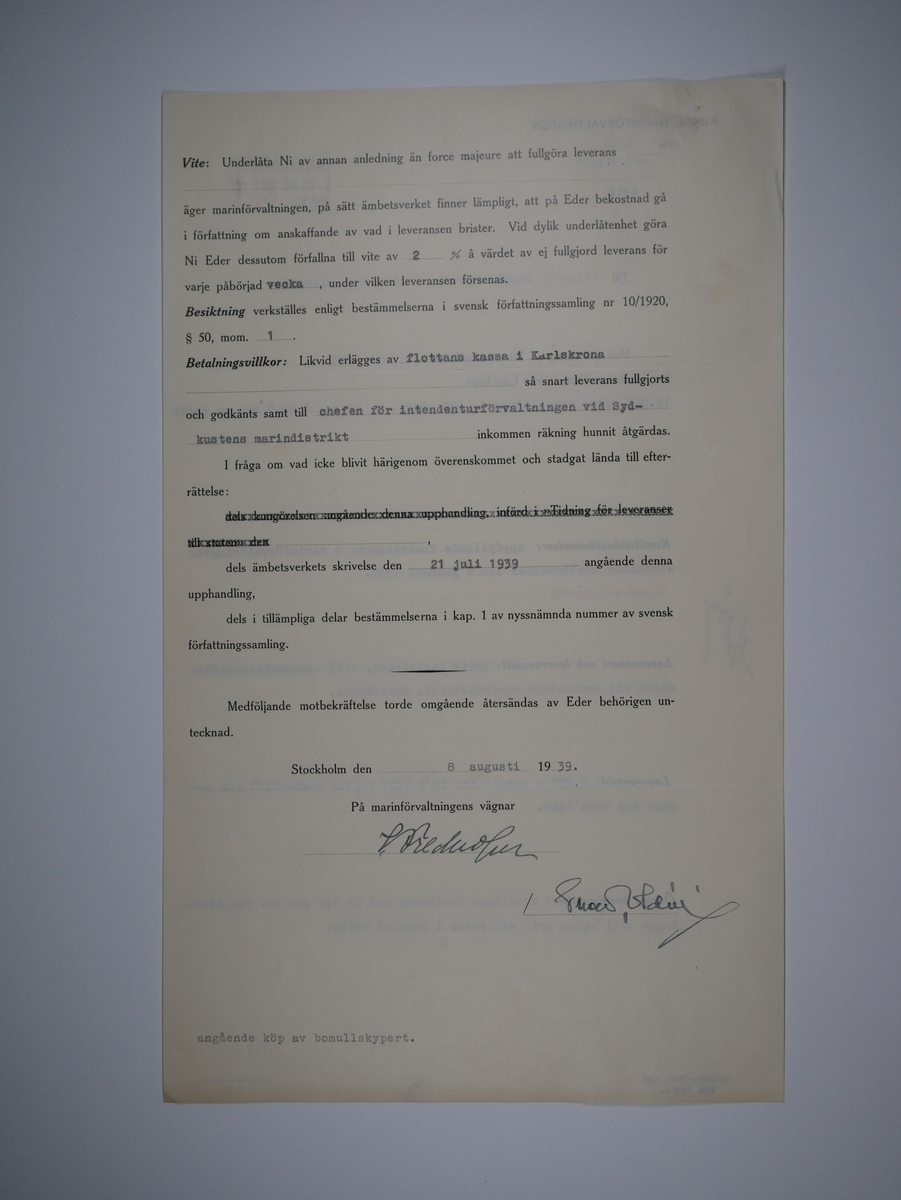 Vite: Underlåta Ni av annan anledning än force majeure att fullgöra leverans
äger marinförvaltningen, på sätt ämbetsverket finner lämpligt, att på Eder bekostnad gå
i författning om anskaffande av vad i leveransen brister. Vid dylik underlåtenhet göra
Ni Eder dessutom förfallna till vite av 2 % å värdet av ej fullgjord leverans för
varje påbörjad vecka , under vilken leveransen försenas.
Besiktning verkställes enligt bestämmelserna i svensk författningssamling nr 10/1920,
§ 50, mom. 1 .
Betalningsvillkor: Likvid erlägges av flottans kassa i Karlskrona
så snart leverans fullgjorts
och godkänts samt till chefen för intendenturförvaltningen vid Syd-
kustens marindistrikt inkommen räkning hunnit åtgärdas.
I fråga om vad icke blivit härigenom överenskommet och stadgat lända till efter-
rättelse:
dels kungörelsen angående denna upphandling, införd i »Tidning för leveranser
till staten» den ,
dels ämbetsverkets skrivelse den 21 juli 1939 angående denna
upphandling,
dels i tillämpliga delar bestämmelserna i kap. 1 av nyssnämnda nummer av svensk
författningssamling.
Medföljande motbekräftelse torde omgående återsändas av Eder behörigen un-
tecknad.
Stockholm den 8 augusti 1939.
På marinförvaltningens vägnar
angående köp av bomullskypert.